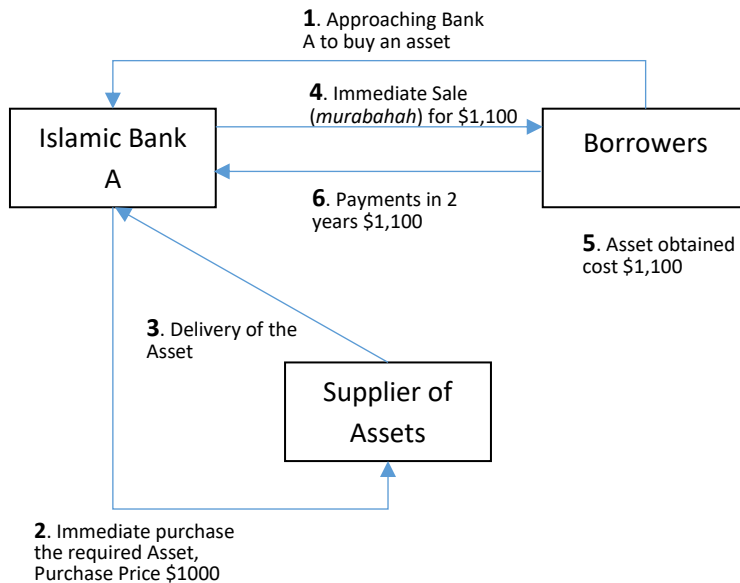 1. Approaching Bank
A to buy an asset
4. Immediate Sale
(murabahah) for $1,100
Islamic Bank
A
Borrowers
6. Payments in 2
years $1,100
5. Asset obtained
cost $1,100
3. Delivery of the
Asset
Supplier of
Assets
2. Immediate purchase
the required Asset,
Purchase Price $1000